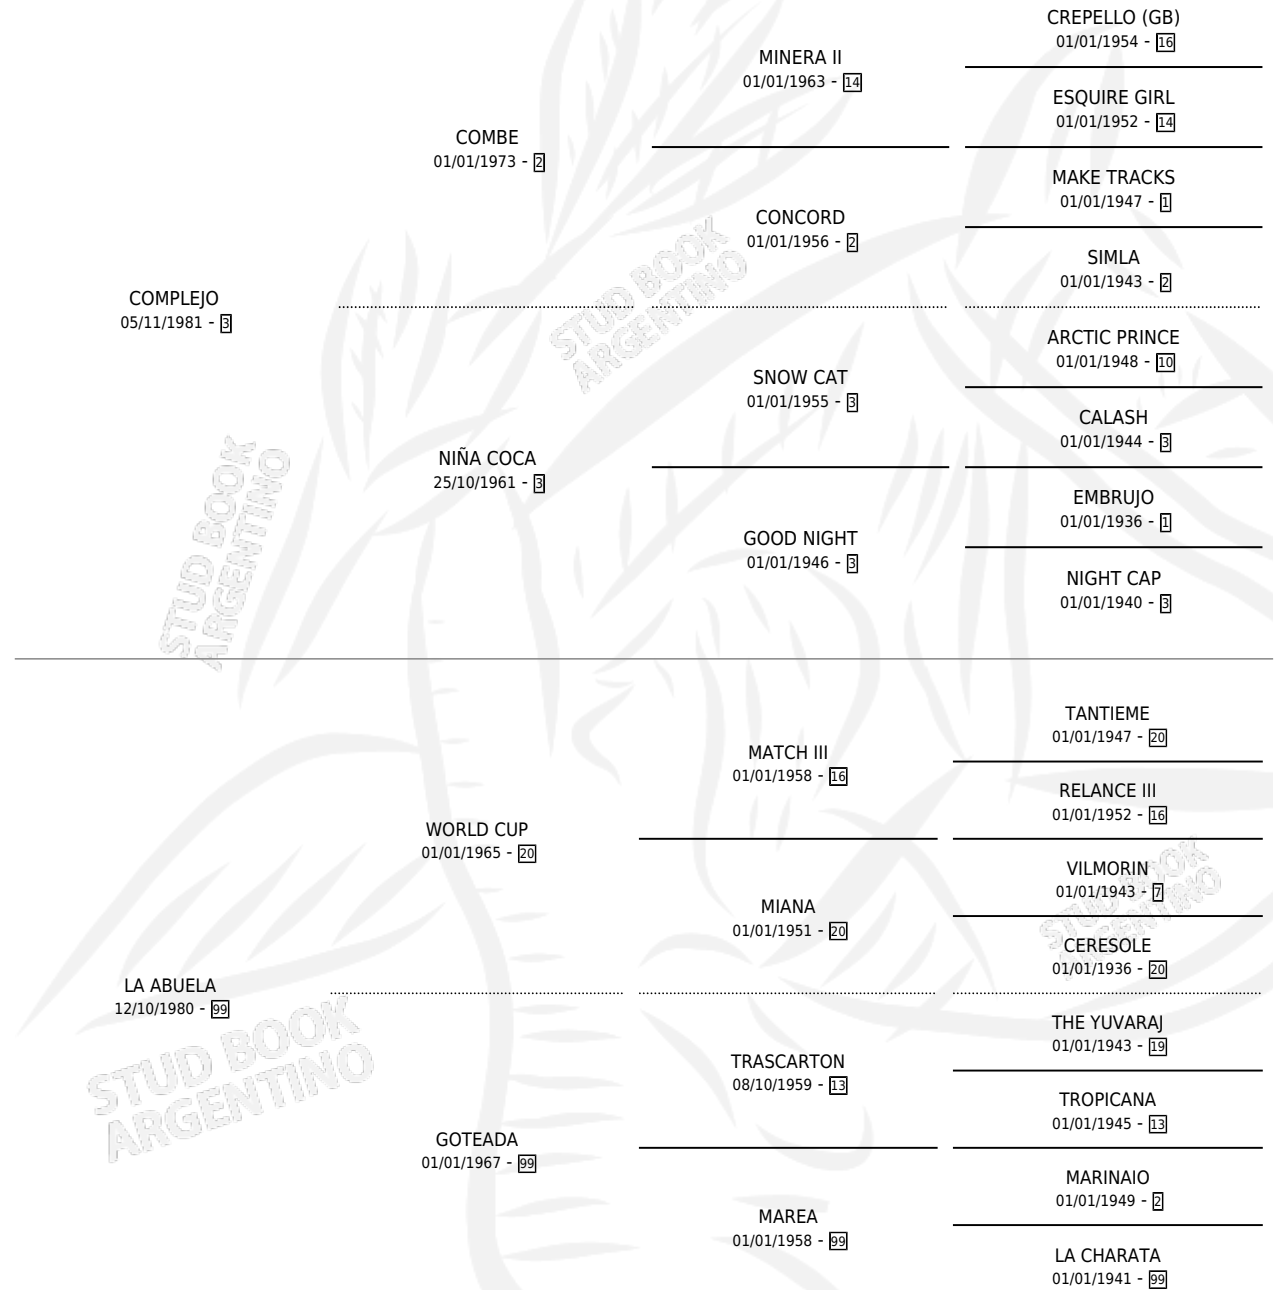 CREPELLO (GB)
01/01/1954 - 16
MINERA II
01/01/1963 - 14
ESQUIRE GIRL
01/01/1952 - 14
COMBE
01/01/1973 - 2
MAKE TRACKS
01/01/1947 - 1
CONCORD
01/01/1956 - 2
SIMLA
01/01/1943 - 2
COMPLEJO
05/11/1981 - 3
ARCTIC PRINCE
01/01/1948 - 10
SNOW CAT
01/01/1955 - 3
CALASH
01/01/1944 - 3
NIÑA COCA
25/10/1961 - 3
EMBRUJO
01/01/1936 - 1
GOOD NIGHT
01/01/1946 - 3
NIGHT CAP
01/01/1940 - 3
STUD BOOK
ARGENTINO
STUD BOOK
ARGENTINO
TANTIEME
01/01/1947 - 20
MATCH III
01/01/1958 - 16
RELANCE III
01/01/1952 - 16
WORLD CUP
01/01/1965 - 20
VILMORIN
01/01/1943 - 7
MIANA
01/01/1951 - 20
CERESOLE
01/01/1936 - 20
LA ABUELA
12/10/1980 - 99
THE YUVARAJ
01/01/1943 - 19
TRASCARTON
08/10/1959 - 13
TROPICANA
01/01/1945 - 13
GOTEADA
01/01/1967 - 99
MARINAIO
01/01/1949 - 2
MAREA
01/01/1958 - 99
LA CHARATA
01/01/1941 - 99
STUD BOOK
ARGENTINO
STUD BOOK
ARGENTINO